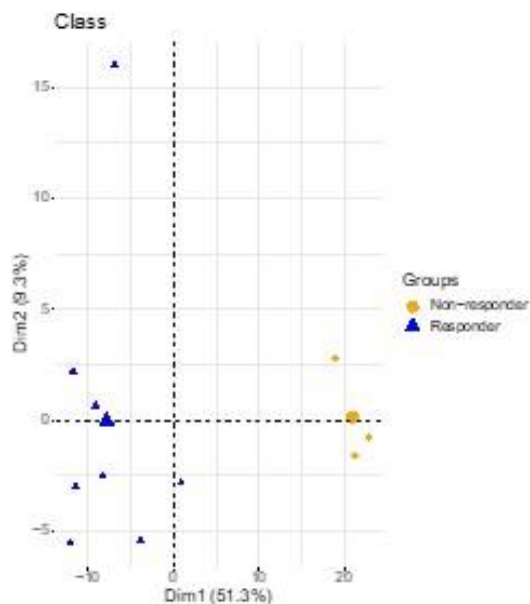 Class
15
10
5
0
−5
Dim2 (9.3%)
−10
0
10
20
Dim1 (51.3%)
Groups
Non−responder
Responder